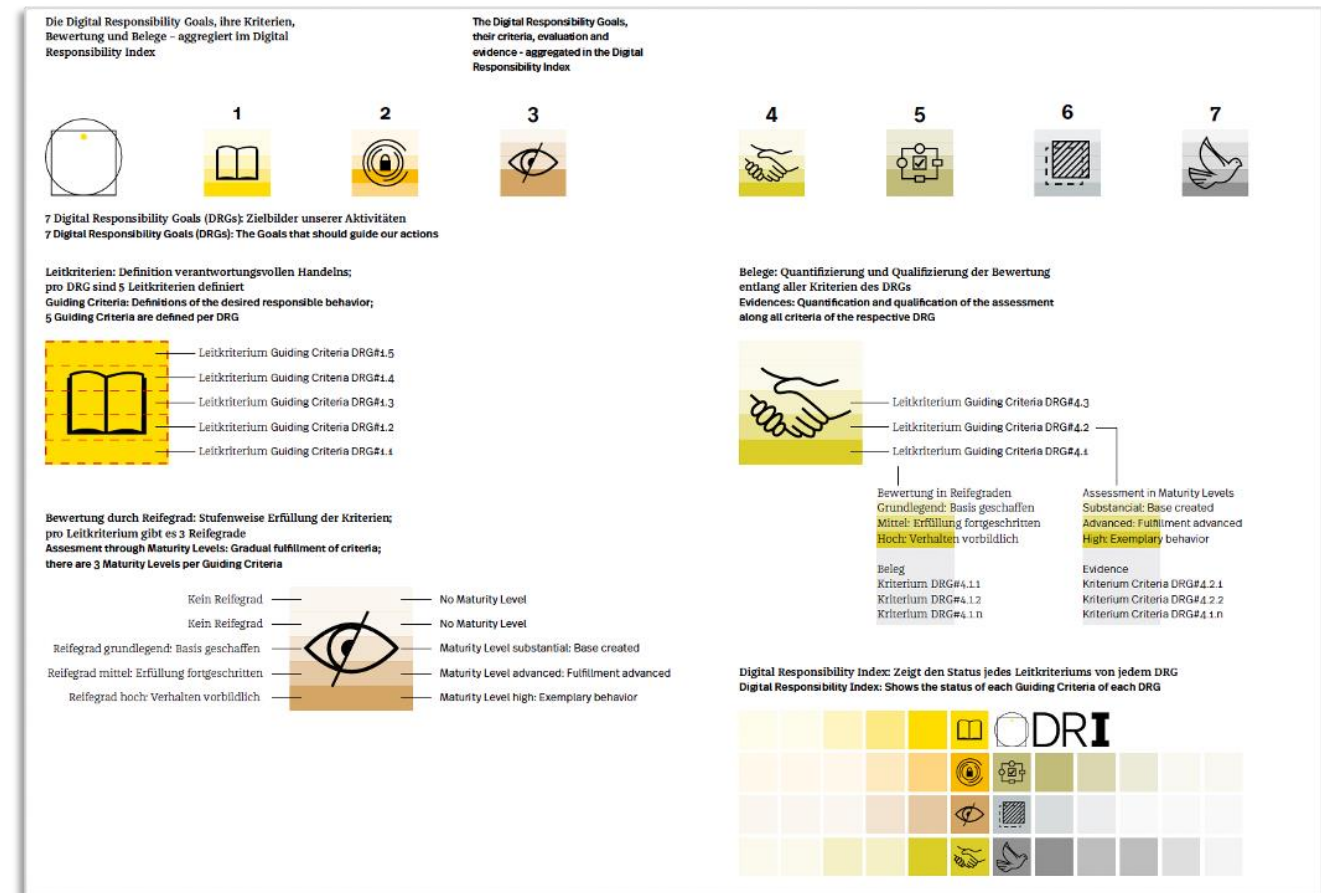 Die Digital Responsibility Goals, ihre Kriterien,
Bewertung und Belege – aggregiert im Digital
Responsibility Index
The Digital Responsibility Goals,
their criteria, evaluation and
evidence - aggregated in the Digital
Responsibility Index
1
2
3
4
5
6
7
7 Digital Responsibility Goals (DRGs): Zielbilder unserer Aktivitäten
7 Digital Responsibility Goals (DRGs): The Goals that should guide our actions
Leitkriterien: Definition verantwortungsvollen Handelns;
pro DRG sind 5 Leitkriterien definiert
Guiding Criteria: Definitions of the desired responsible behavior;
5 Guiding Criteria are defined per DRG
Leitkriterium Guiding Criteria DRG#1.5
Leitkriterium Guiding Criteria DRG#1.4
Leitkriterium Guiding Criteria DRG#1.3
Leitkriterium Guiding Criteria DRG#1.2
Leitkriterium Guiding Criteria DRG#1.1
Bewertung durch Reifegrad: Stufenweise Erfüllung der Kriterien;
pro Leitkriterium gibt es 3 Reifegrade
Assesment through Maturity Levels: Gradual fulfillment of criteria;
there are 3 Maturity Levels per Guiding Criteria
Kein Reifegrad
No Maturity Level
Kein Reifegrad
No Maturity Level
Reifegrad grundlegend: Basis geschaffen
Maturity Level substantial: Base created
Reifegrad mittel: Erfüllung fortgeschritten
Maturity Level advanced: Fulfillment advanced
Reifegrad hoch: Verhalten vorbildlich
Maturity Level high: Exemplary behavior
Belege: Quantifizierung und Qualifizierung der Bewertung
entlang aller Kriterien des DRGs
Evidences: Quantification and qualification of the assessment
along all criteria of the respective DRG
Leitkriterium Guiding Criteria DRG#4.3
Leitkriterium Guiding Criteria DRG#4.2
Leitkriterium Guiding Criteria DRG#4.1
Bewertung in Reifegraden
Grundlegend: Basis geschaffen
Mittel: Erfüllung fortgeschritten
Hoch: Verhalten vorbildlich
Beleg
Kriterium DRG#4.1.1
Kriterium DRG#4.1.2
Kriterium DRG#4.1.n
Assessment in Maturity Levels
Substancial: Base created
Advanced: Fulfillment advanced
High: Exemplary behavior
Evidence
Kriterium Criteria DRG#4.2.1
Kriterium Criteria DRG#4.2.2
Kriterium Criteria DRG#4.1.n
Digital Responsibility Index: Zeigt den Status jedes Leitkriteriums von jedem DRG
Digital Responsibility Index: Shows the status of each Guiding Criteria of each DRG
DRI